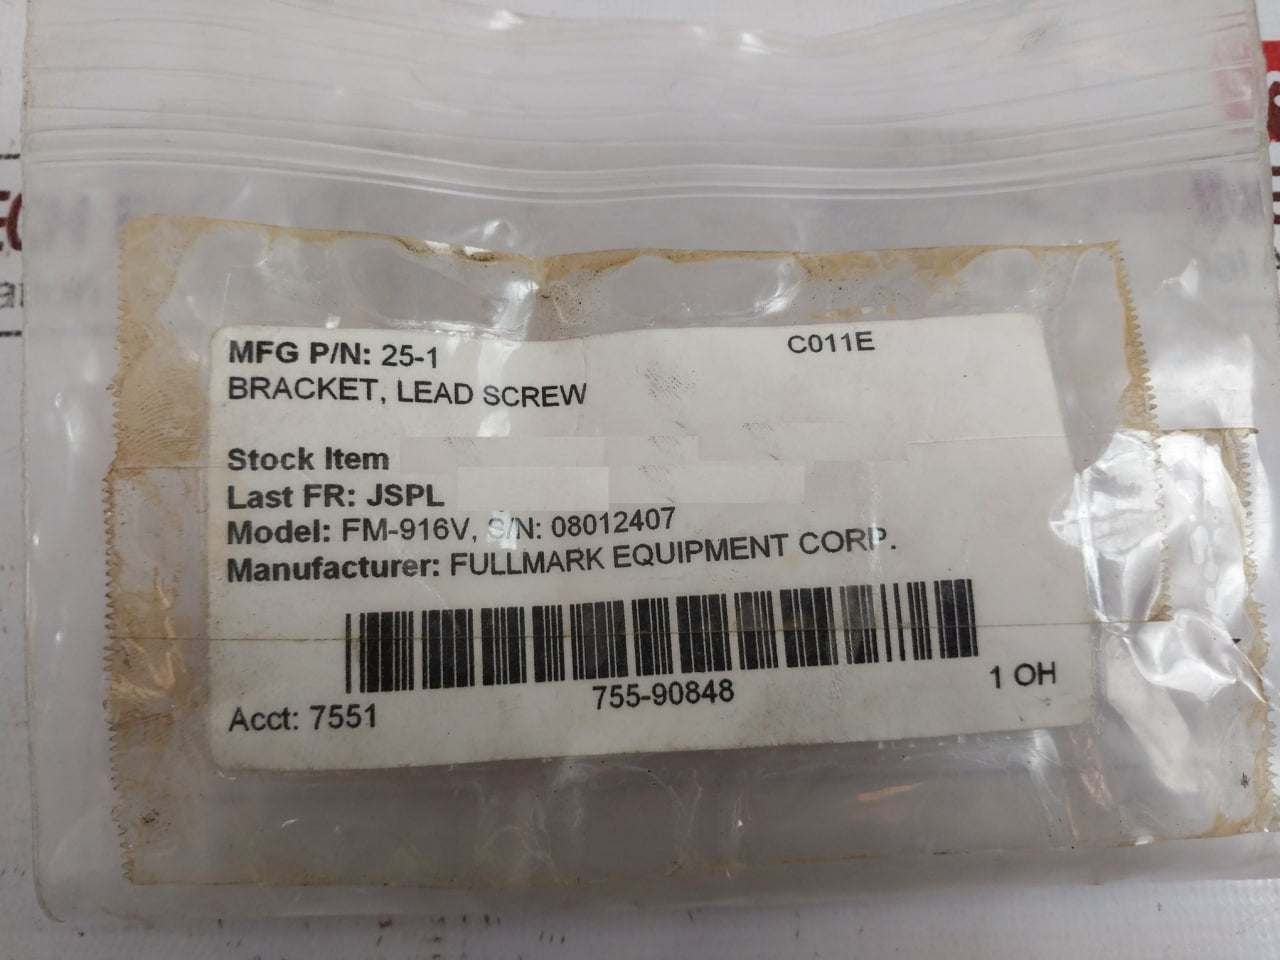 MFG P/N: 25-1 C011E
BRACKET, LEAD SCREW
Stock Item
Last FR: JSPL
Model: FM-916V, S/N: 08012407
Manufacturer: FULLMARK EQUIPMENT CORP.
755-90848
Acct: 7551 1 OH